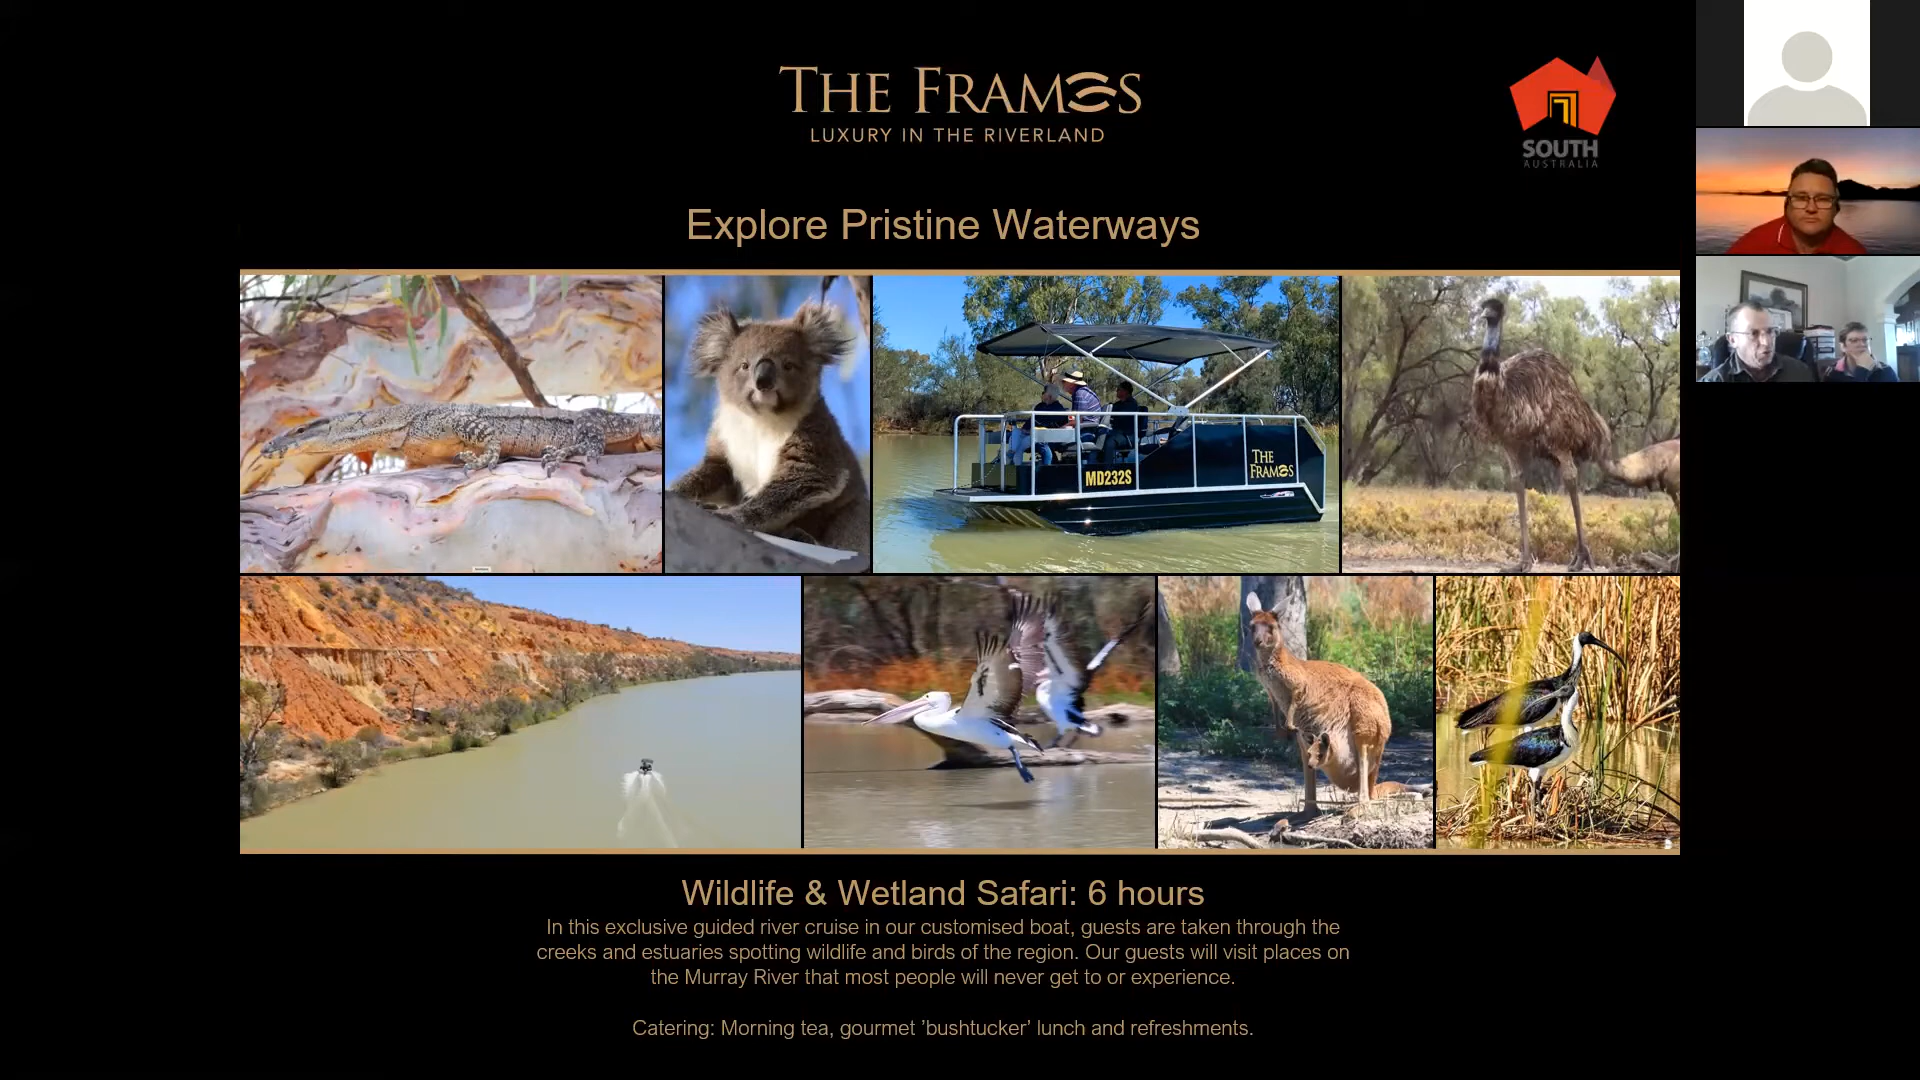 THE FRAMES
LUXURY IN THE RIVERLAND
SOUTH
AUSTRALIA
Explore Pristine Waterways
MD232S
THE
FRAMES
Wildlife & Wetland Safari: 6 hours
In this exclusive guided river cruise in our customised boat, guests are taken through the
creeks and estuaries spotting wildlife and birds of the region. Our guests will visit places on
the Murray River that most people will never get to or experience.
Catering: Morning tea, gourmet ’bushtucker’ lunch and refreshments.